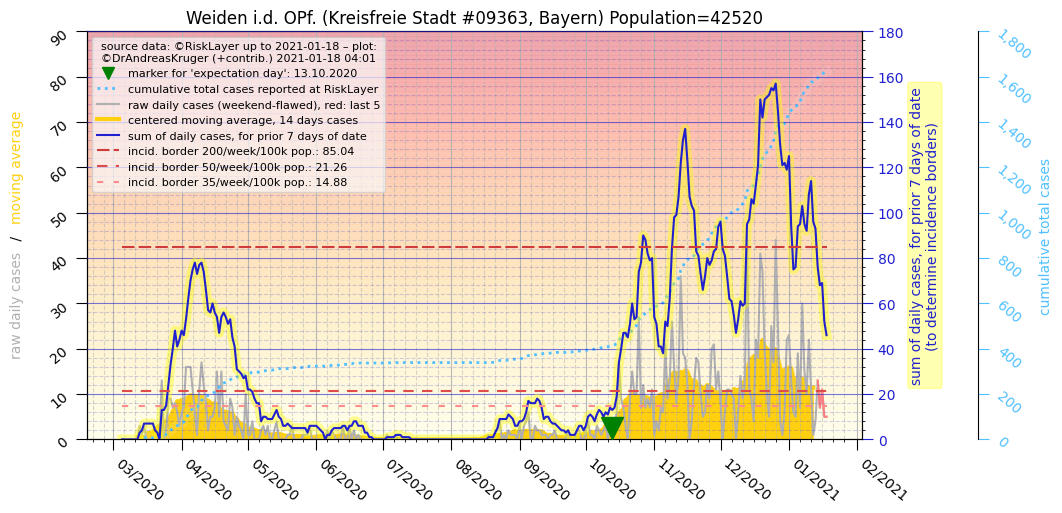 Weiden i.d. OPf. (Kreisfreie Stadt #09363, Bayern) Population=42520
source data: ©RiskLayer up to 2021-01-18 – plot:
©DrAndreasKruger (+contrib.) 2021-01-18 04:01
marker for 'expectation day': 13.10.2020
cumulative total cases reported at RiskLayer
raw daily cases (weekend-flawed), red: last 5
centered moving average, 14 days cases
sum of daily cases, for prior 7 days of date
incid. border 200/week/100k pop.: 85.04
incid. border 50/week/100k pop.: 21.26
incid. border 35/week/100k pop.: 14.88
raw daily cases / moving average
90
80
70
60
50
40
30
20
10
0
180
160
140
120
100
80
60
40
20
0
sum of daily cases, for prior 7 days of date
(to determine incidence borders)
1,800
1,600
1,400
1,200
1,000
800
600
400
200
0
cumulative total cases
03/2020
04/2020
05/2020
06/2020
07/2020
08/2020
09/2020
10/2020
11/2020
12/2020
01/2021
02/2021